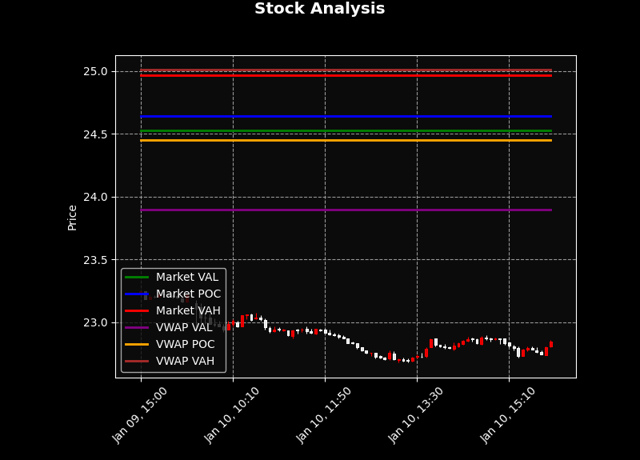 Stock Analysis
Price
25.0
24.5
24.0
23.5
23.0
Market VAL
Market POC
Market VAH
VWAP VAL
VWAP POC
VWAP VAH
Jan 09, 15:00
Jan 10, 10:10
Jan 10, 11:50
Jan 10, 13:30
Jan 10, 15:10